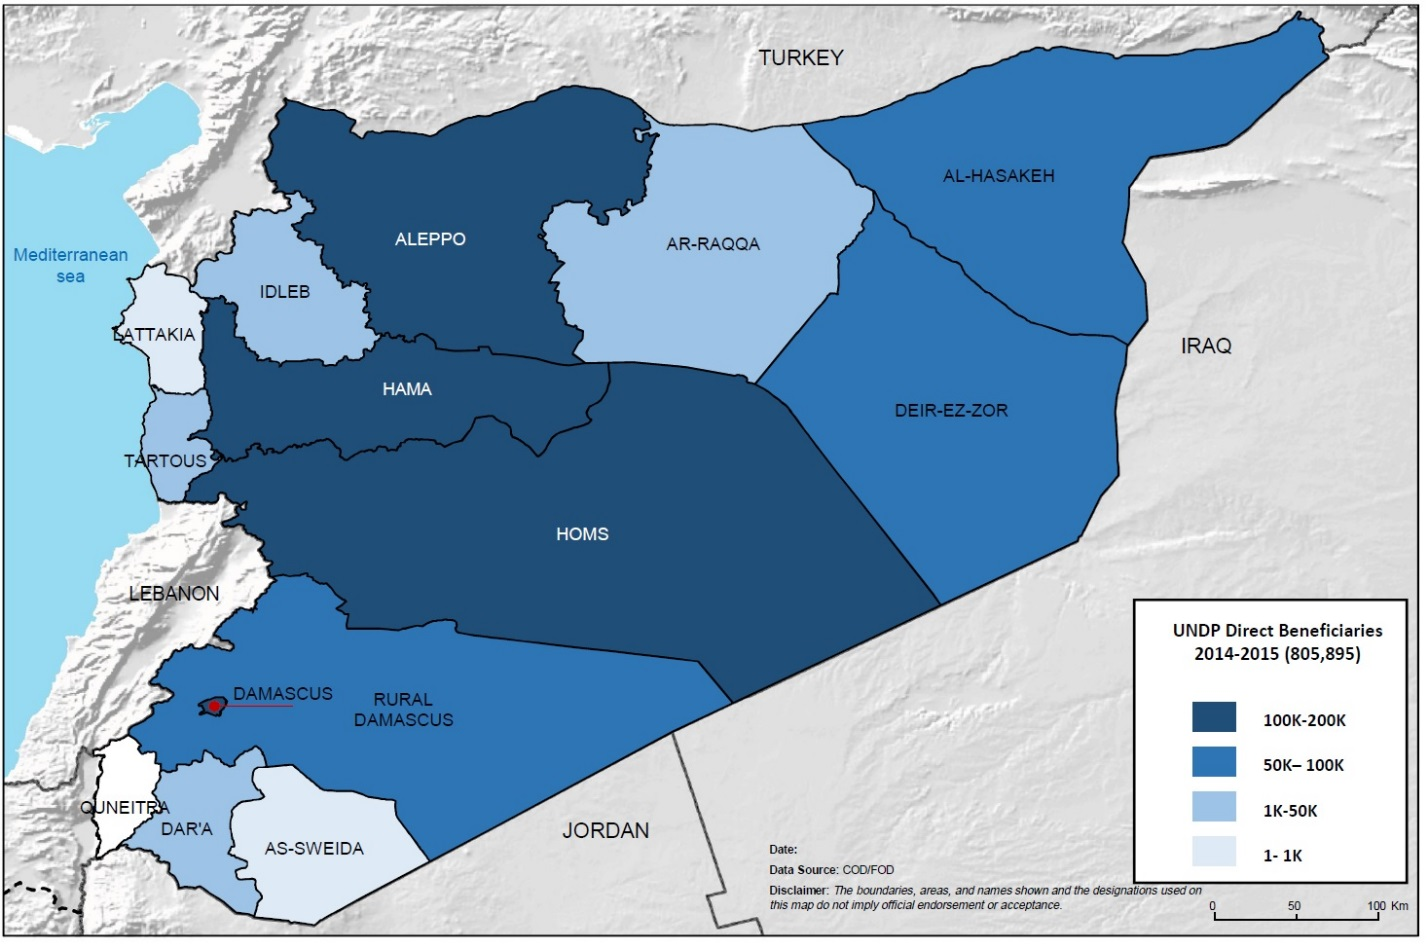 TURKEY
AL-HASAKEH
ALEPPO
AR-RAQQA
Mediterranean
sea
IDLEB
LATTAKIA
IRAQ
HAMA
DEIR-EZ-ZOR
TARTOUS
HOMS
LEBANON
DAMASCUS
RURAL
DAMASCUS
QUNEITRA
DAR'A
AS-SWEIDA
JORDAN
UNDP Direct Beneficiaries
2014-2015 (805,895)
100K-200K
50K– 100K
1K-50K
1- 1K
Date:
Data Source: COD/FOD
Disclaimer: The boundaries, areas, and names shown and the designations used on
this map do not imply official endorsement or acceptance.
0 50 100 Km